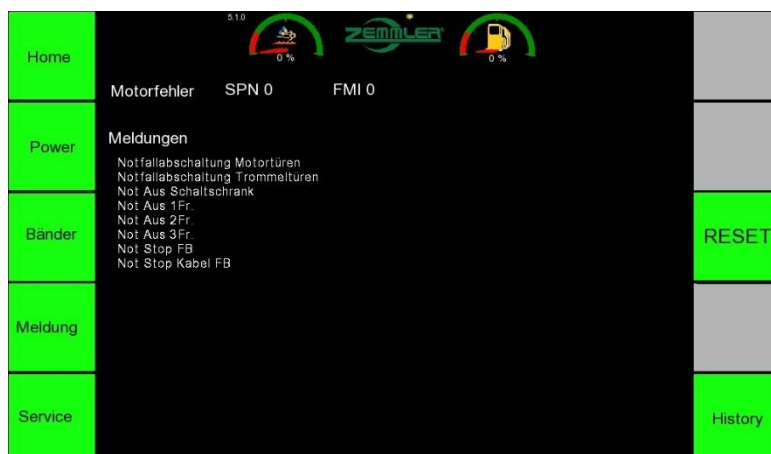 5.1.0
ZEMMLER®
0 %
0 %
Home
Motorfehler SPN 0 FMI 0
Power
Meldungen
Notfallabschaltung Motortüren
Notfallabschaltung Trommeltüren
Not Aus Schaltschrank
Not Aus 1Fr.
Not Aus 2Fr.
Not Aus 3Fr.
Not Stop FB
Not Stop Kabel FB
Bänder
RESET
Meldung
Service
History